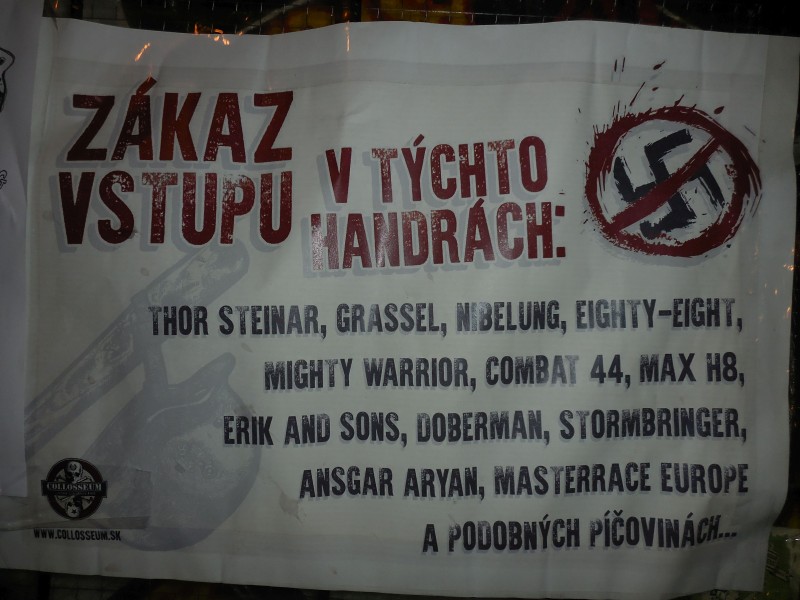 ZÁKAZ
VSTUPU
V TÝCHTO
HANDRÁCH:
THOR STEINAR, GRASSEL, NIBELUNG, EIGHTY-EIGHT,
MIGHTY WARRIOR, COMBAT 44, MAX H8,
ERIK AND SONS, DOBERMAN, STORMBRINGER,
ANSGAR ARYAN, MASTERRACE EUROPE
A PODOBNÝCH PÍČOVINÁCH...
COLLOSSEUM
WWW.COLLOSEUM.SK